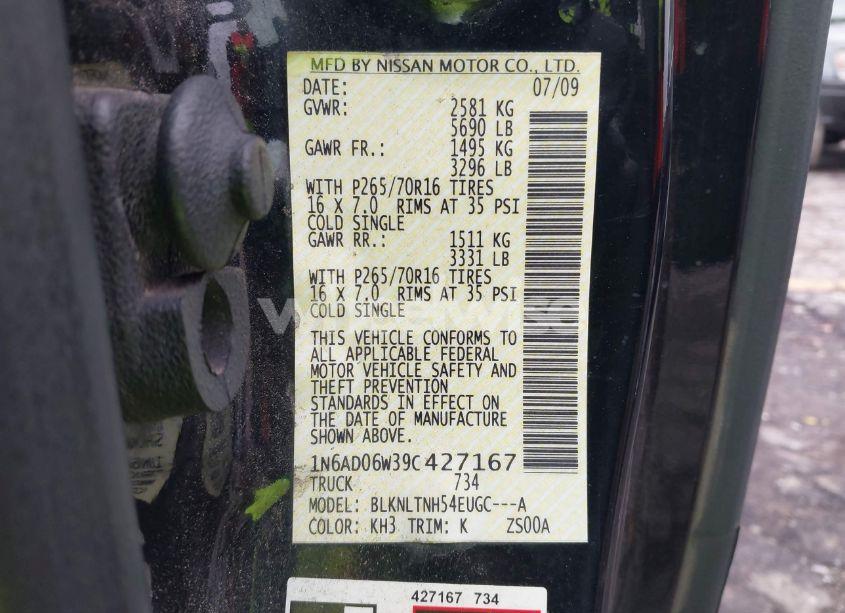 MFD BY NISSAN MOTOR CO., LTD.
DATE: 07/09
GVWR: 2581 KG
5690 LB
GAWR FR.: 1495 KG
3296 LB
WITH P265/70R16 TIRES
16 X 7.0 RIMS AT 35 PSI
COLD SINGLE
GAWR RR.: 1511 KG
3331 LB
WITH P265/70R16 TIRES
16 X 7.0 RIMS AT 35 PSI
COLD SINGLE
THIS VEHICLE CONFORMS TO
ALL APPLICABLE FEDERAL
MOTOR VEHICLE SAFETY AND
THEFT PREVENTION
STANDARDS IN EFFECT ON
THE DATE OF MANUFACTURE
SHOWN ABOVE.
1N6AD06W39C427167
TRUCK 734
MODEL: BLKNLTNH54EUGC---A
COLOR: KH3 TRIM: K ZS00A
427167 734